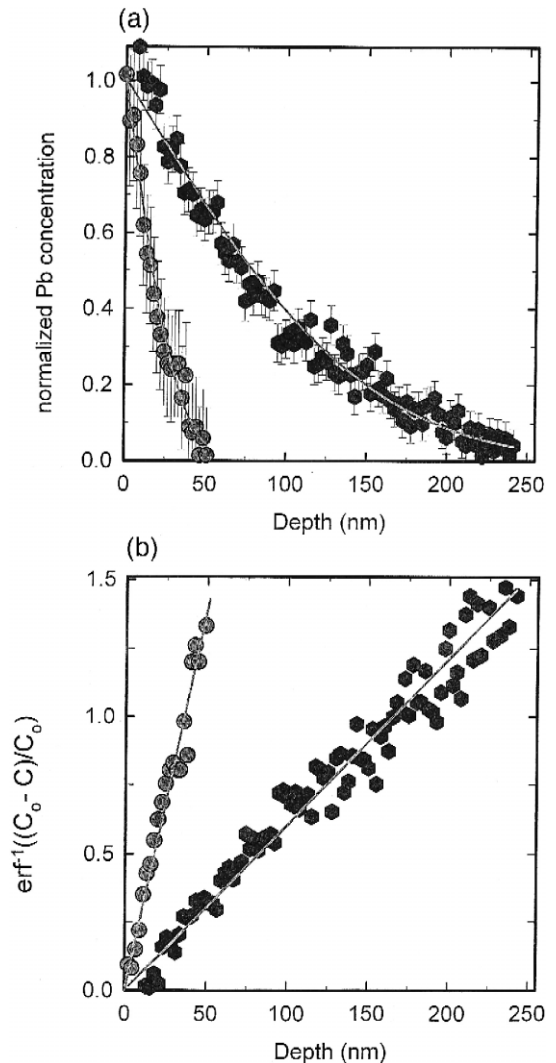 (a)
1.0
0.8
0.6
0.4
0.2
0.0
normalized Pb concentration
0 50 100 150 200 250
Depth (nm)
(b)
1.5
1.0
0.5
0.0
erf⁻¹((Cₒ - C)/Cₒ)
0 50 100 150 200 250
Depth (nm)